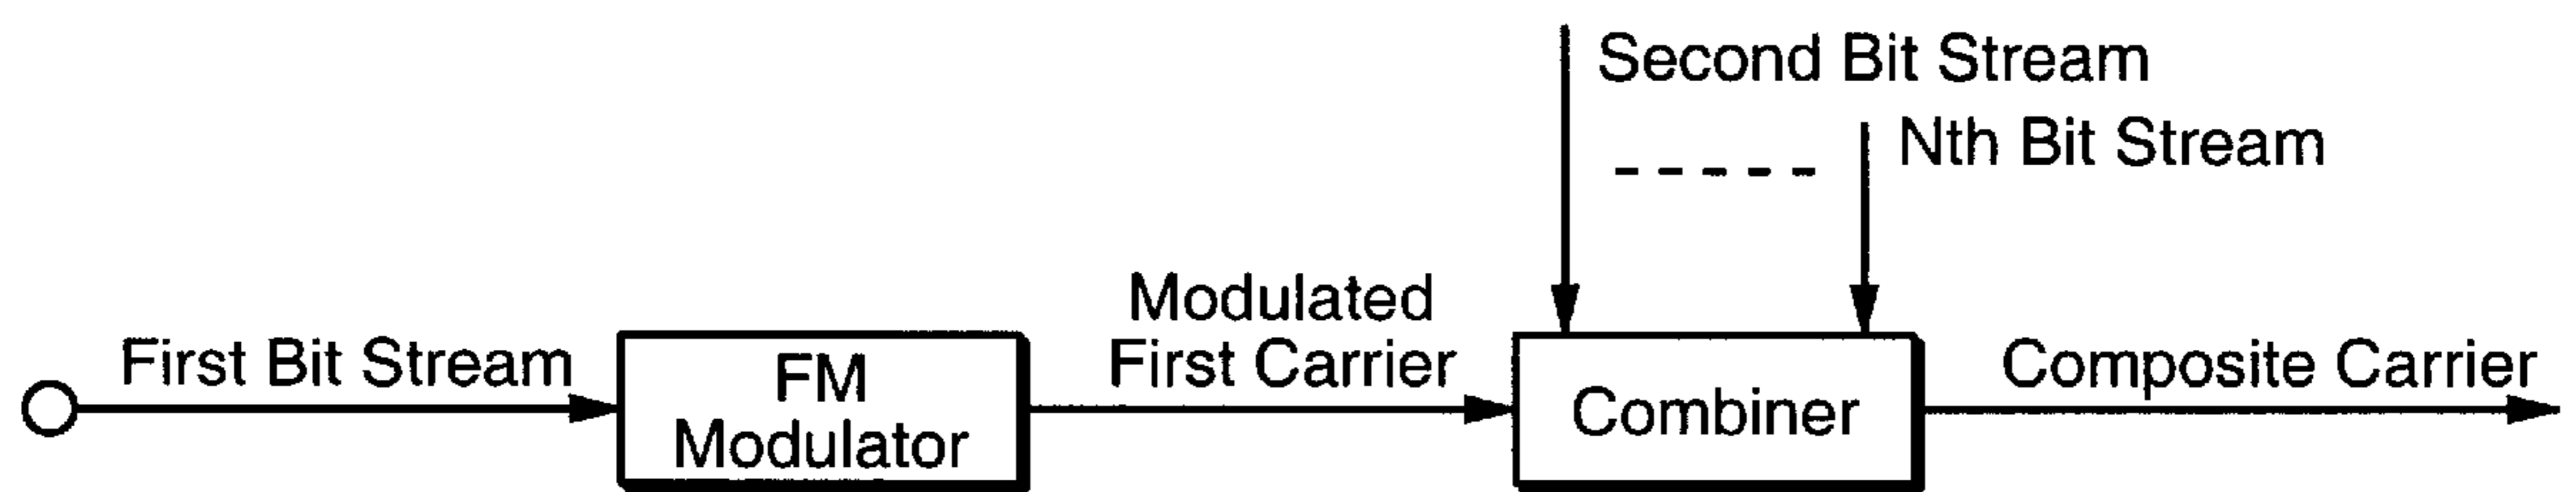 Second Bit Stream
Nth Bit Stream
First Bit Stream
FM
Modulator
Modulated
First Carrier
Combiner
Composite Carrier